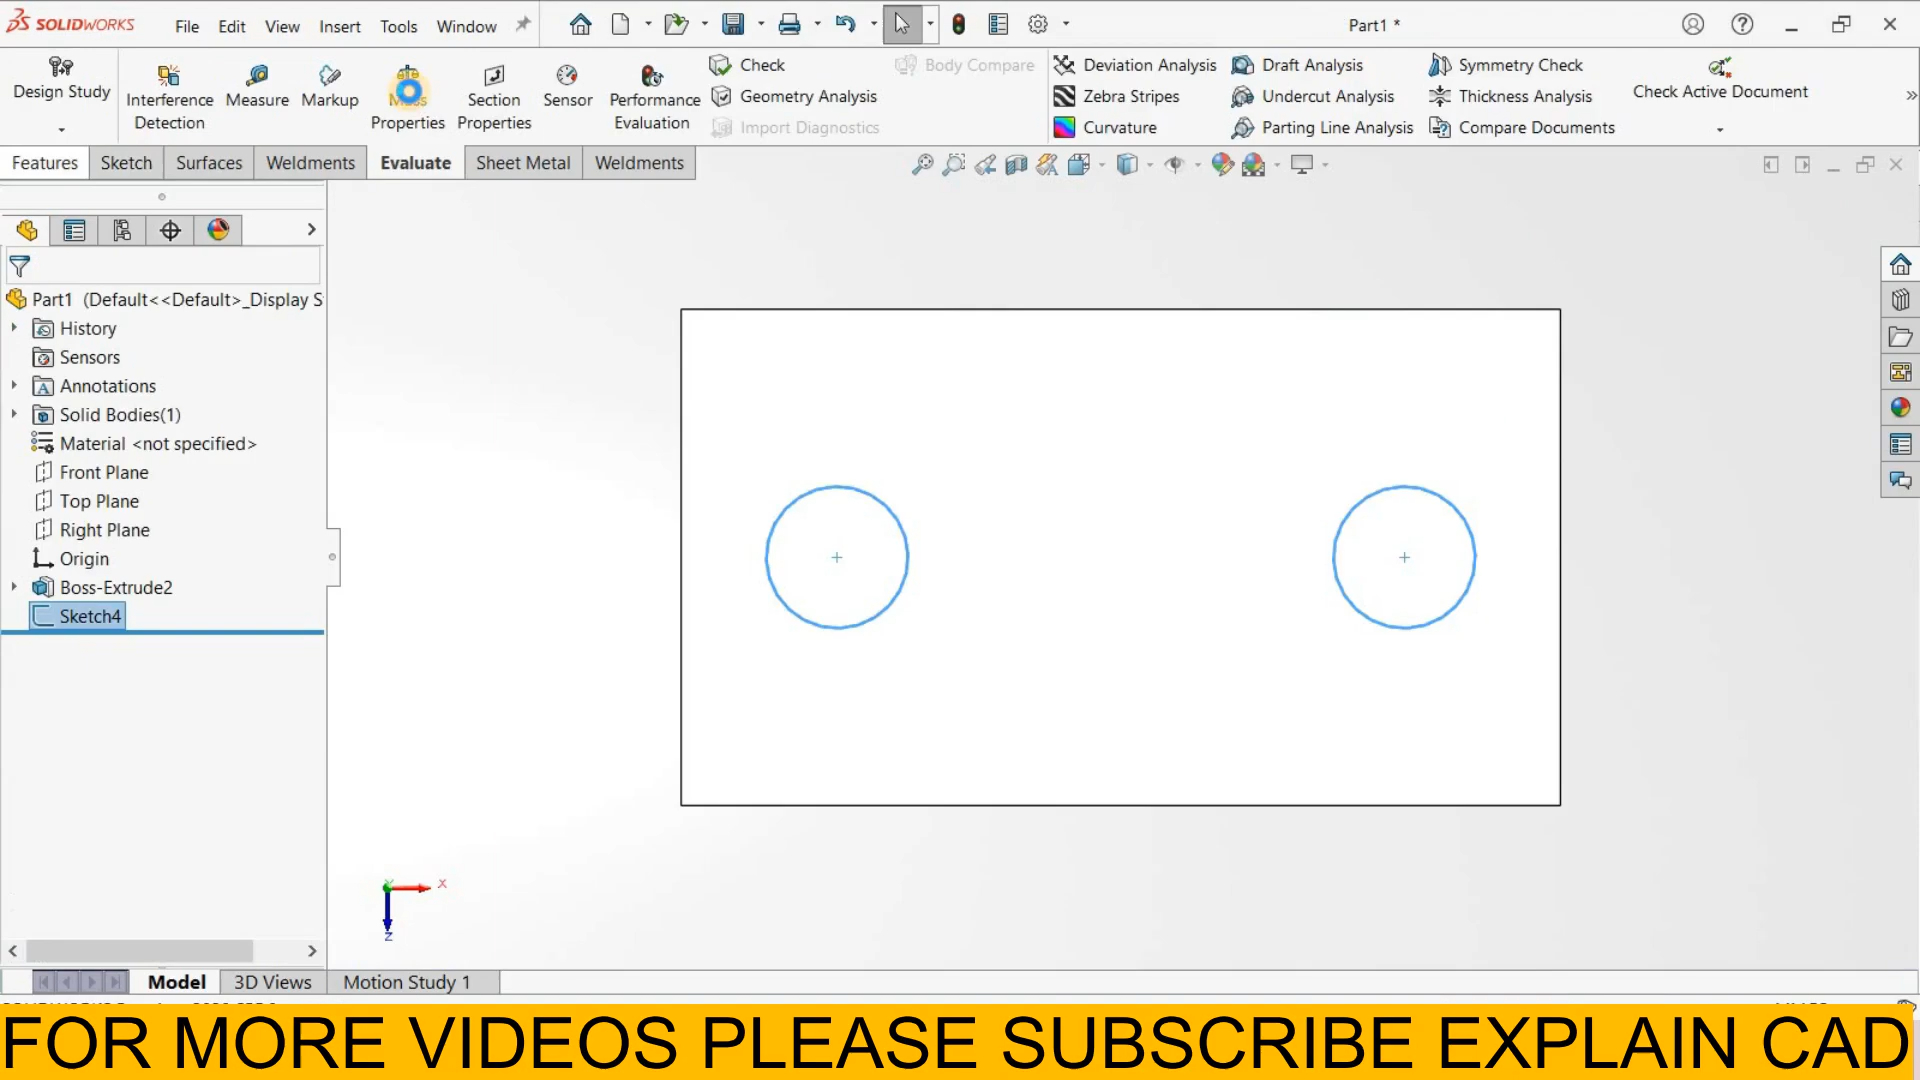 SOLIDWORKS File Edit View Insert Tools Window Part1 *
Design Study
Interference Detection
Measure
Markup
Mass Properties
Section Properties
Sensor
Performance Evaluation
Check
Geometry Analysis
Import Diagnostics
Body Compare
Deviation Analysis
Zebra Stripes
Curvature
Draft Analysis
Undercut Analysis
Parting Line Analysis
Symmetry Check
Thickness Analysis
Compare Documents
Check Active Document
Features Sketch Surfaces Weldments Evaluate Sheet Metal Weldments
Part1 (Default<<Default>_Display S
History
Sensors
Annotations
Solid Bodies(1)
Material <not specified>
Front Plane
Top Plane
Right Plane
Origin
Boss-Extrude2
Sketch4
X
Z
Model 3D Views Motion Study 1
FOR MORE VIDEOS PLEASE SUBSCRIBE EXPLAIN CAD